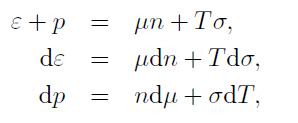 ε + p = μn + Tσ,
dε = μdn + Tdσ,
dp = ndμ + σdT,